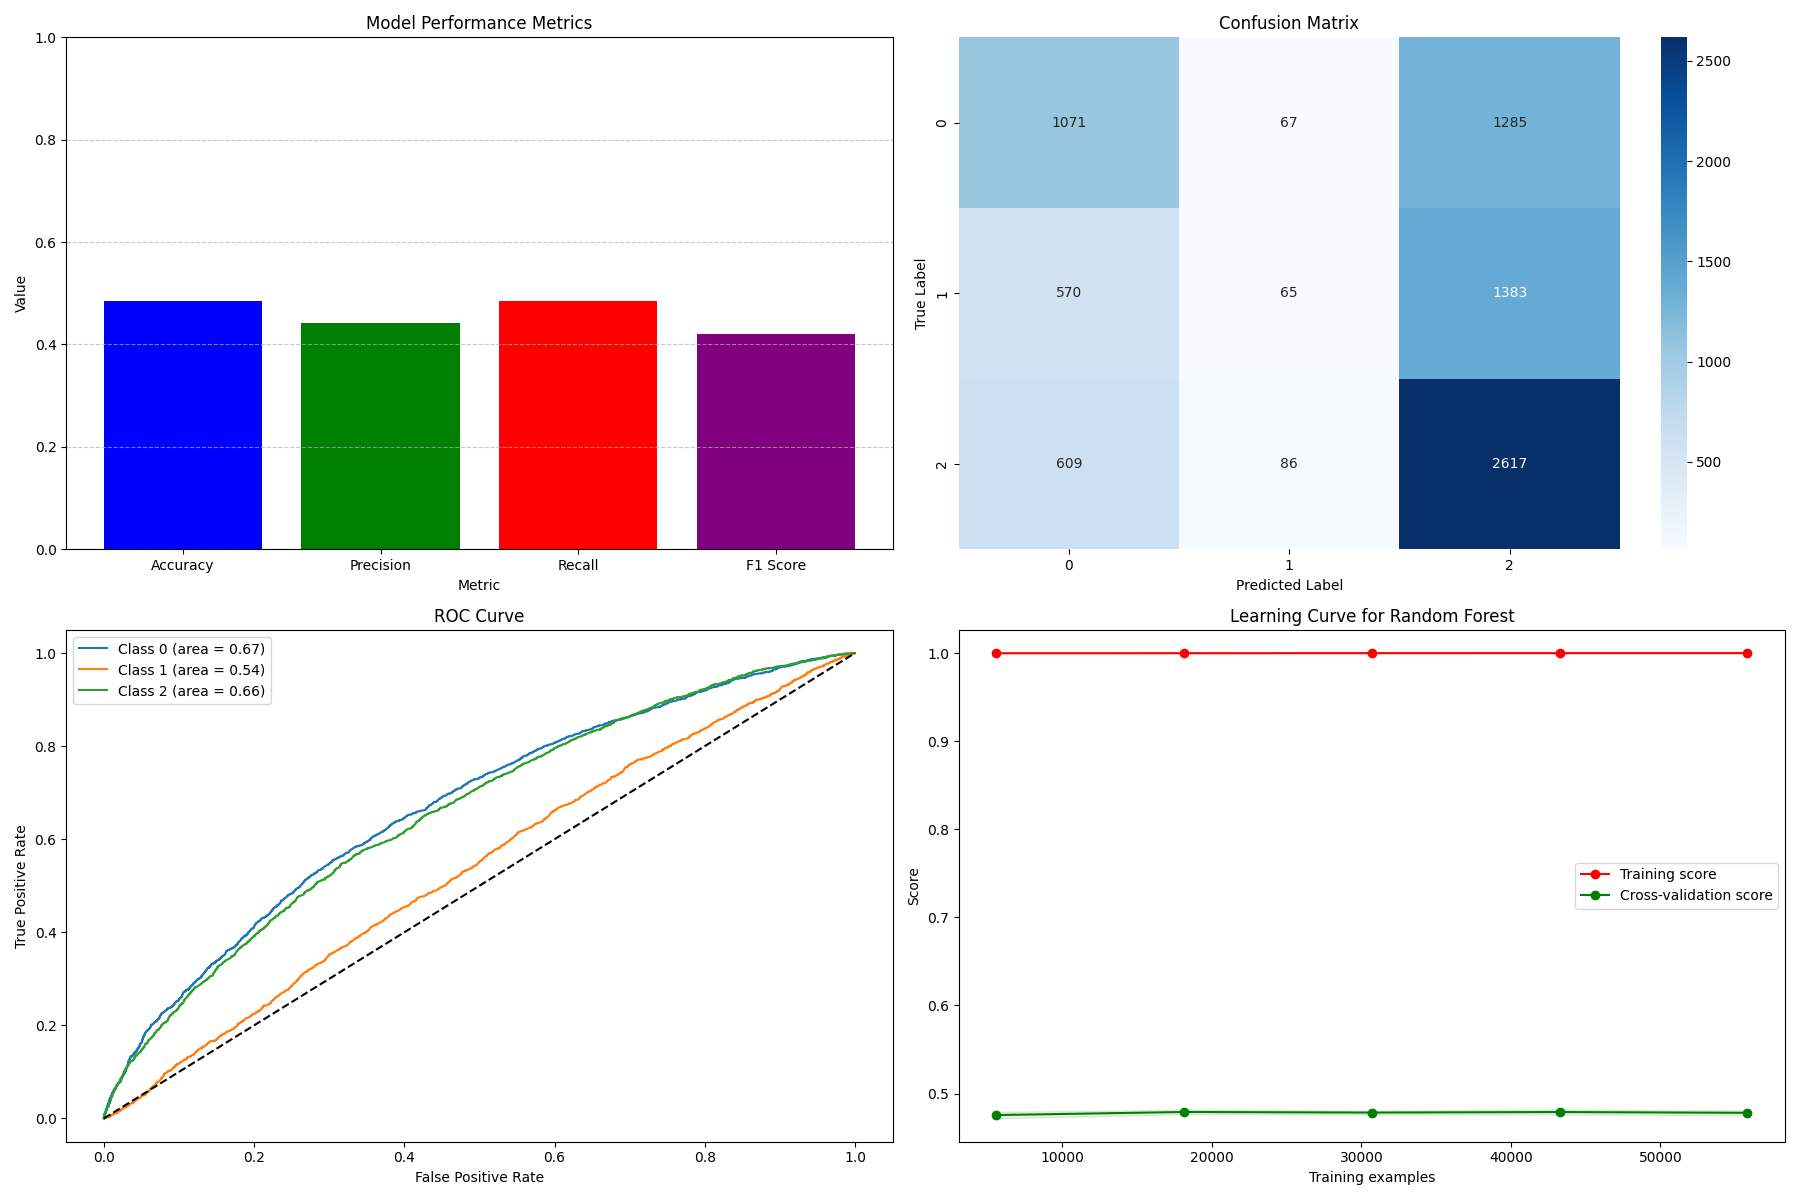 Model Performance Metrics
1.0
0.8
0.6
0.4
0.2
0.0
Value
Accuracy Precision Recall F1 Score
Metric
Confusion Matrix
0
1
2
True Label
1071 67 1285
570 65 1383
609 86 2617
0 1 2
Predicted Label
2500
2000
1500
1000
500
ROC Curve
Class 0 (area = 0.67)
Class 1 (area = 0.54)
Class 2 (area = 0.66)
1.0
0.8
0.6
0.4
0.2
0.0
True Positive Rate
0.0 0.2 0.4 0.6 0.8 1.0
False Positive Rate
Learning Curve for Random Forest
1.0
0.9
0.8
0.7
0.6
0.5
Score
Training score
Cross-validation score
10000 20000 30000 40000 50000
Training examples